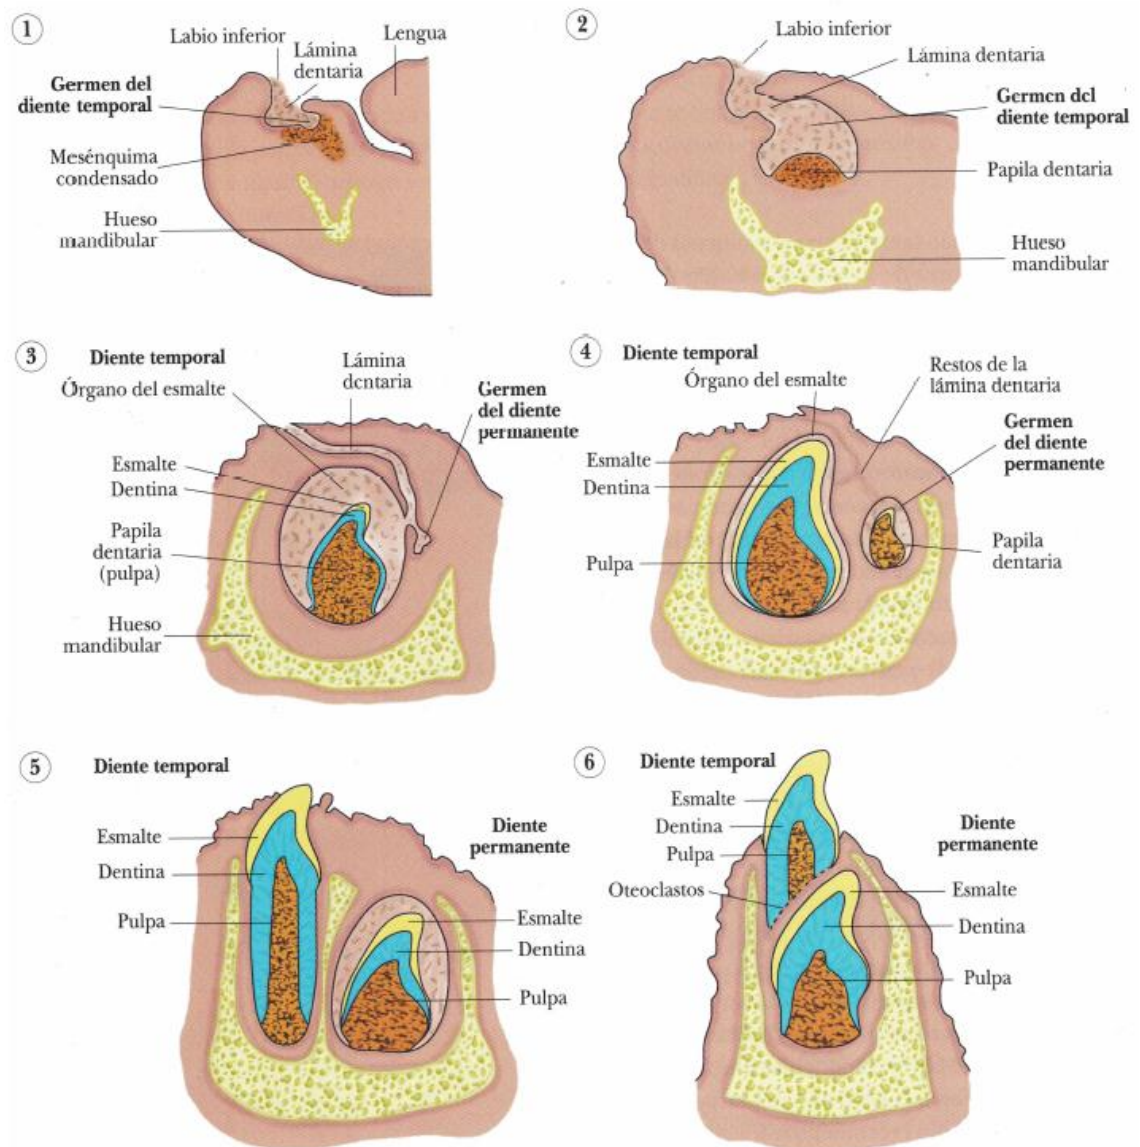 1
Labio inferior
Lámina
dentaria
Lengua
Germen del
diente temporal
Mesénquima
condensado
Hueso
mandibular
2
Labio inferior
Lámina dentaria
Germen del
diente temporal
Papila dentaria
Hueso
mandibular
3
Diente temporal
Órgano del esmalte
Lámina
dentaria
Germen
del diente
permanente
Esmalte
Dentina
Papila
dentaria
(pulpa)
Hueso
mandibular
4
Diente temporal
Órgano del esmalte
Restos de la
lámina dentaria
Germen
del diente
permanente
Esmalte
Dentina
Pulpa
Papila
dentaria
5
Diente temporal
Esmalte
Dentina
Pulpa
Diente
permanente
Esmalte
Dentina
Pulpa
6
Diente temporal
Esmalte
Dentina
Pulpa
Oteoclastos
Diente
permanente
Esmalte
Dentina
Pulpa